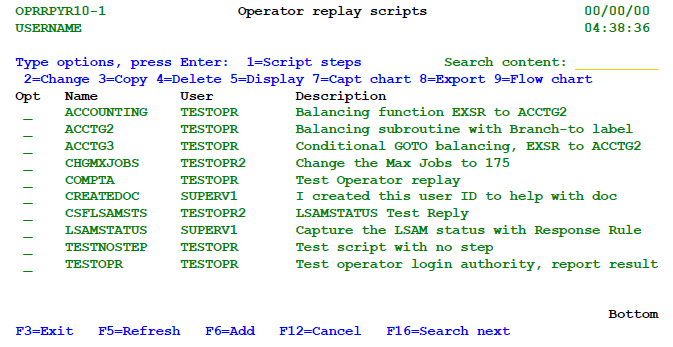 OPRRPYR10-1 Operator replay scripts 00/00/00
USERNAME 04:38:36
Type options, press Enter: 1=Script steps Search content: __________
2=Change 3=Copy 4=Delete 5=Display 7=Capt chart 8=Export 9=Flow chart
Opt Name User Description
_ ACCOUNTING TESTOPR Balancing function EXSR to ACCTG2
_ ACCTG2 TESTOPR Balancing subroutine with Branch-to label
_ ACCTG3 TESTOPR Conditional GOTO balancing, EXSR to ACCTG2
_ CHGMXJOBS TESTOPR2 Change the Max Jobs to 175
_ COMPTA TESTOPR Test Operator replay
_ CREATEDOC SUPERV1 I created this user ID to help with doc
_ CSFLSAMSTS TESTOPR2 LSAMSTATUS Test Reply
_ LSAMSTATUS SUPERV1 Capture the LSAM status with Response Rule
_ TESTNOSTEP TESTOPR Test script with no step
_ TESTOPR TESTOPR Test operator login authority, report result
Bottom
F3=Exit F5=Refresh F6=Add F12=Cancel F16=Search next